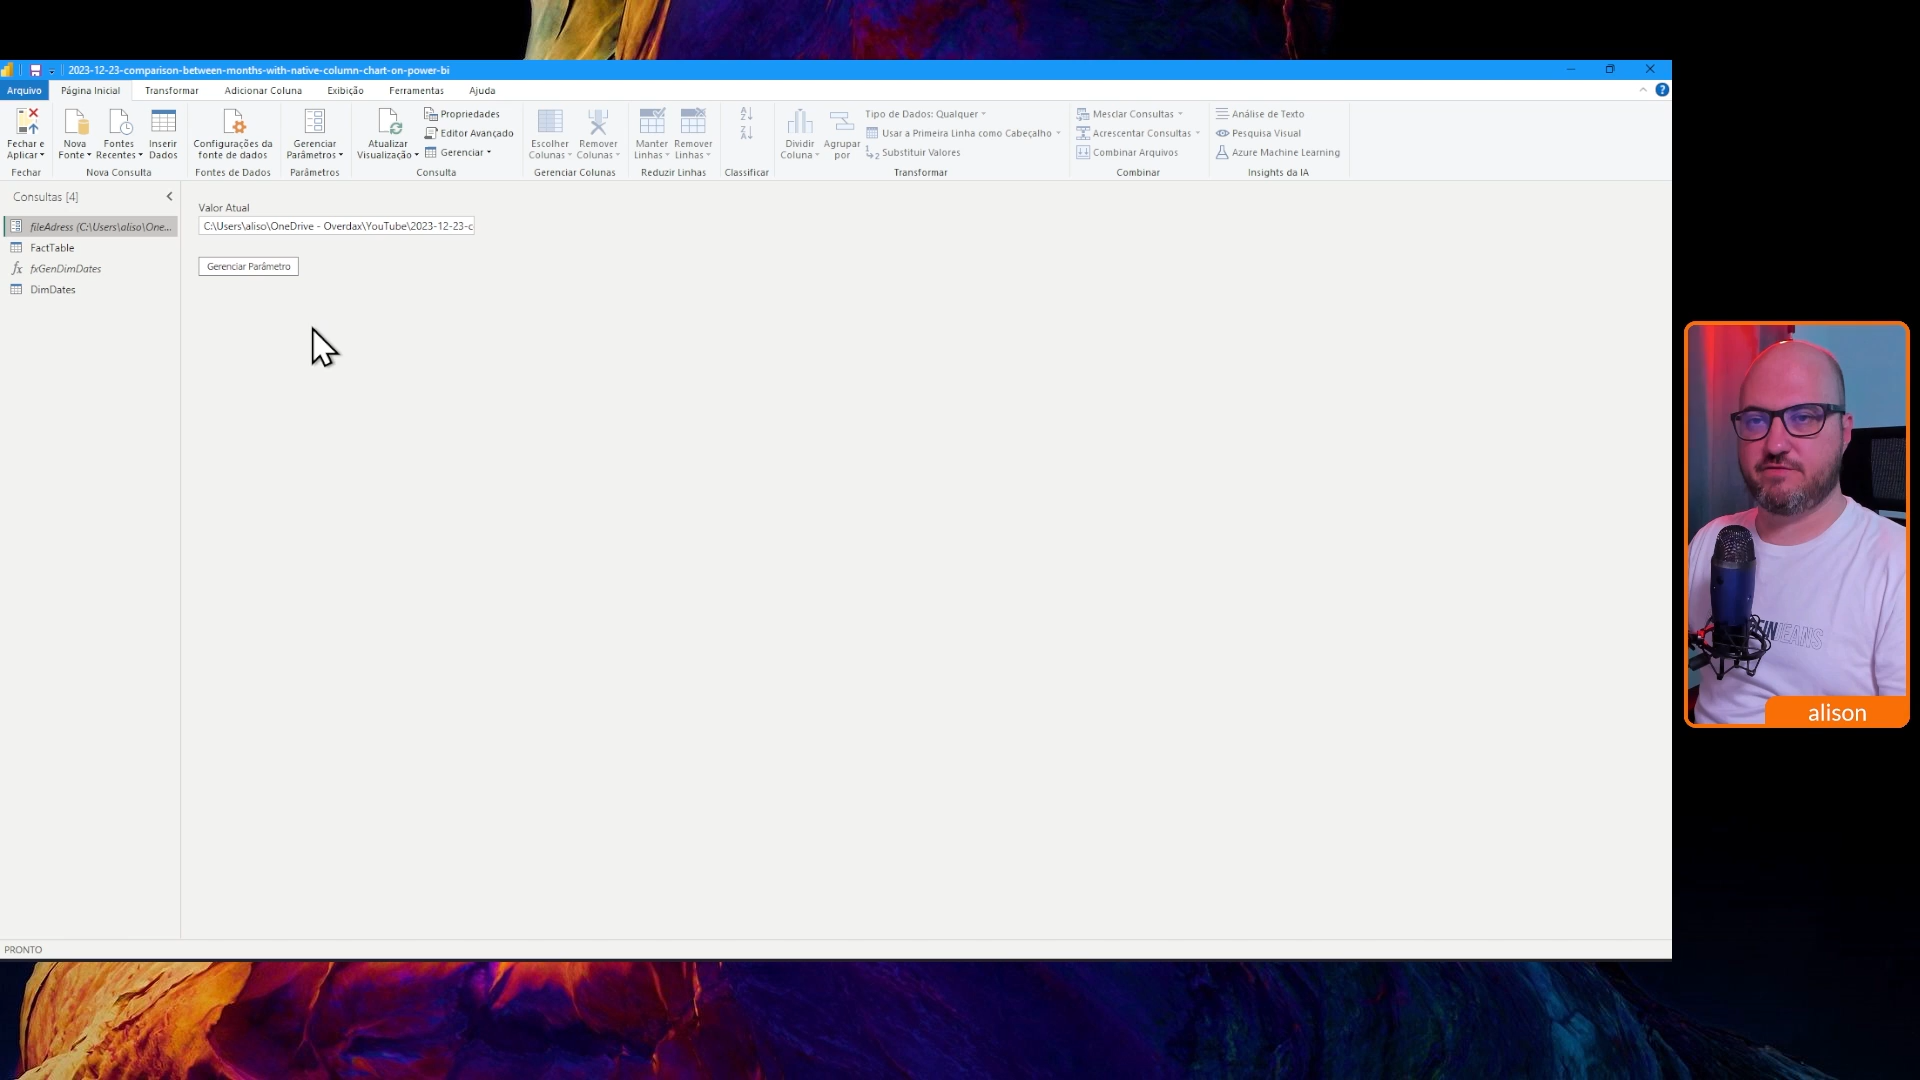 2023-12-23-comparison-between-months-with-native-column-chart-on-power-bi
Arquivo
Página Inicial
Transformar
Adicionar Coluna
Exibição
Ferramentas
Ajuda
Fechar e
Aplicar
Fechar
Nova
Fonte
Fontes
Recentes
Inserir
Dados
Nova Consulta
Configurações da
fonte de dados
Fontes de Dados
Gerenciar
Parâmetros
Parâmetros
Atualizar
Visualização
Propriedades
Editor Avançado
Gerenciar
Consulta
Escolher
Colunas
Remover
Colunas
Gerenciar Colunas
Manter
Linhas
Remover
Linhas
Reduzir Linhas
Classificar
Dividir
Coluna
Agrupar
por
Tipo de Dados: Qualquer
Usar a Primeira Linha como Cabeçalho
Substituir Valores
Transformar
Mesclar Consultas
Acrescentar Consultas
Combinar Arquivos
Combinar
Análise de Texto
Pesquisa Visual
Azure Machine Learning
Insights da IA
Consultas [4]
fileAdress (C:\Users\aliso\One...
FactTable
fxGenDimDates
DimDates
Valor Atual
C:\Users\aliso\OneDrive - Overdax\YouTube\2023-12-23-c
Gerenciar Parâmetro
PRONTO
JEANS
alison